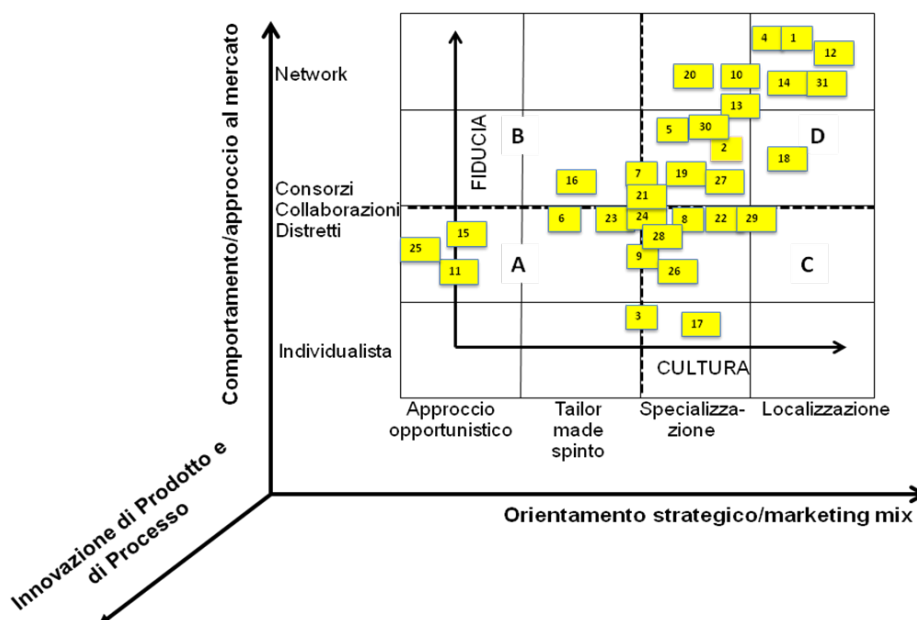 Comportamento/approccio al mercato
Network
Consorzi
Collaborazioni
Distretti
Individualista
FIDUCIA
CULTURA
4 1
12
20 10 14 31
13
5 30
B
D
2
18
16 7 19 27
21
6 23 24 8 22 29
15
28
25
9
11
A
26
C
3
17
Approccio
opportunistico
Tailor
made
spinto
Specializza-
zione
Localizzazione
Orientamento strategico/marketing mix
Innovazione di Prodotto e
di Processo